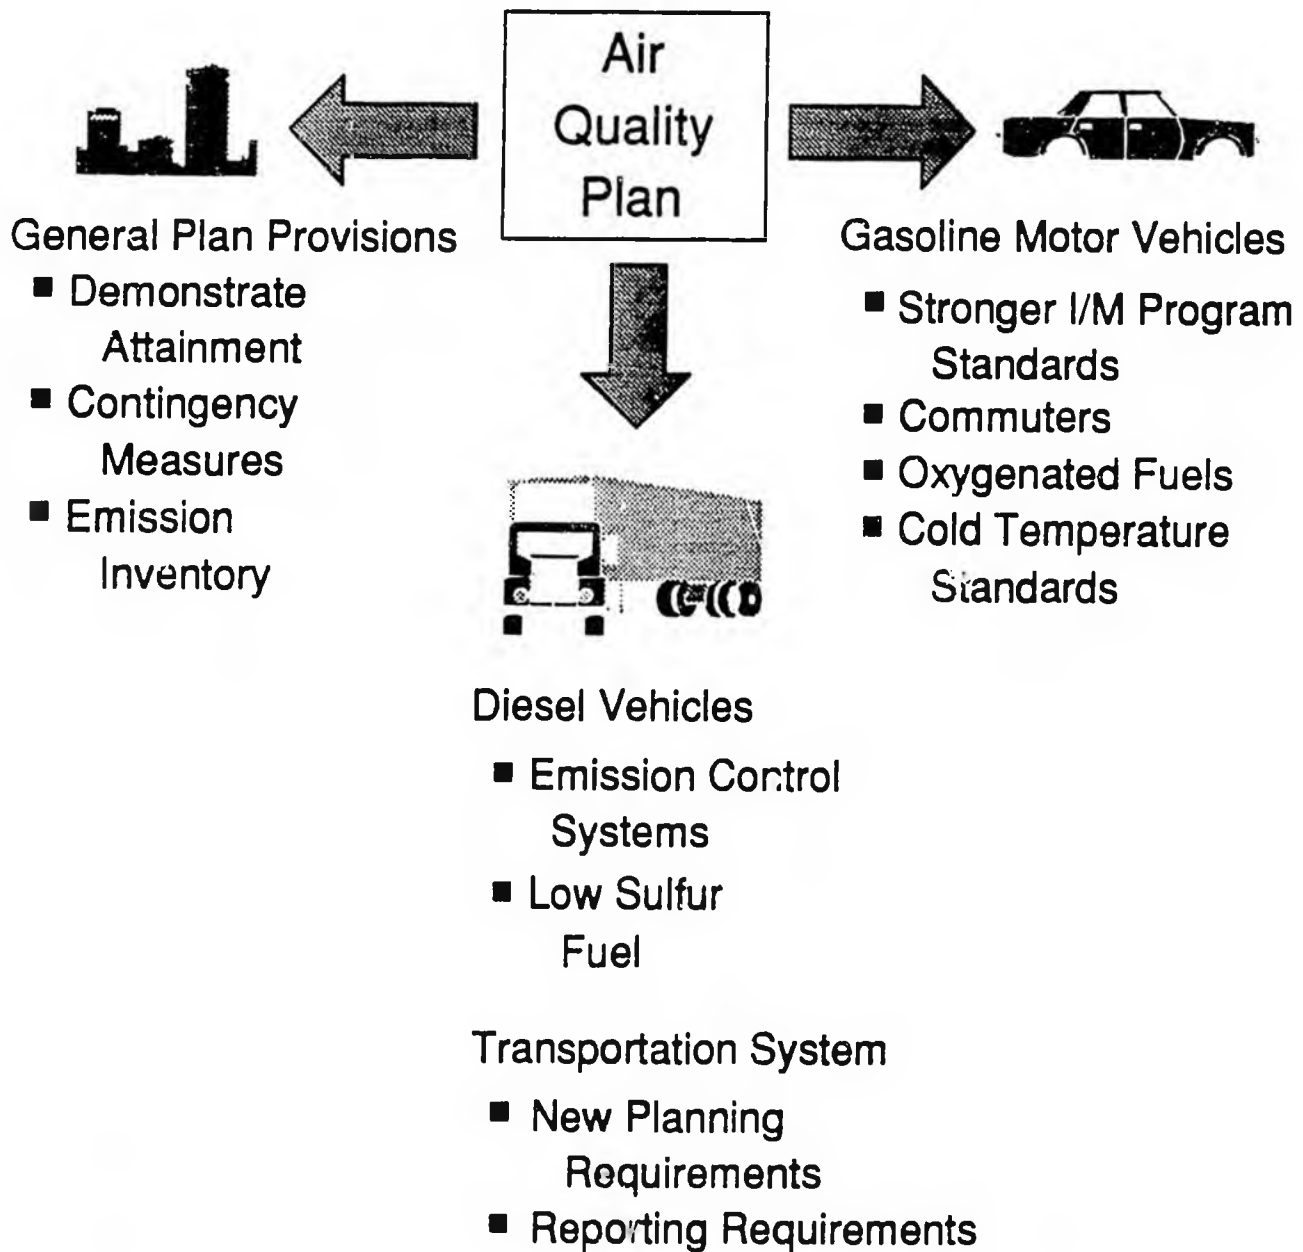 Air
Quality
Plan
General Plan Provisions
■ Demonstrate
Attainment
■ Contingency
Measures
■ Emission
Inventory
Gasoline Motor Vehicles
■ Stronger I/M Program
Standards
■ Commuters
■ Oxygenated Fuels
■ Cold Temperature
Standards
Diesel Vehicles
■ Emission Control
Systems
■ Low Sulfur
Fuel
Transportation System
■ New Planning
Requirements
■ Reporting Requirements